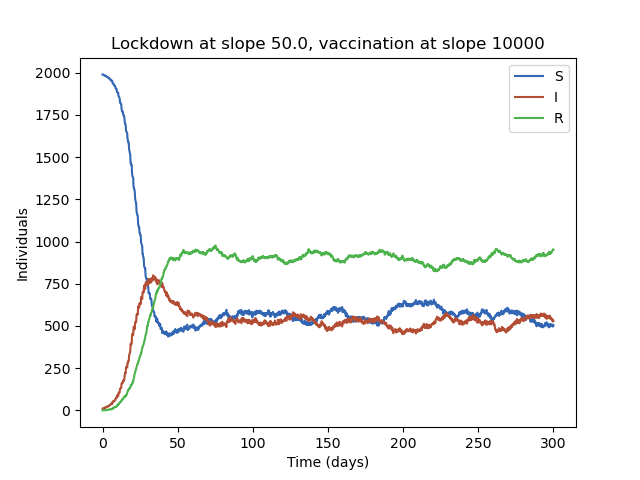 Lockdown at slope 50.0, vaccination at slope 10000
S
I
R
Individuals
2000
1750
1500
1250
1000
750
500
250
0
0 50 100 150 200 250 300
Time (days)